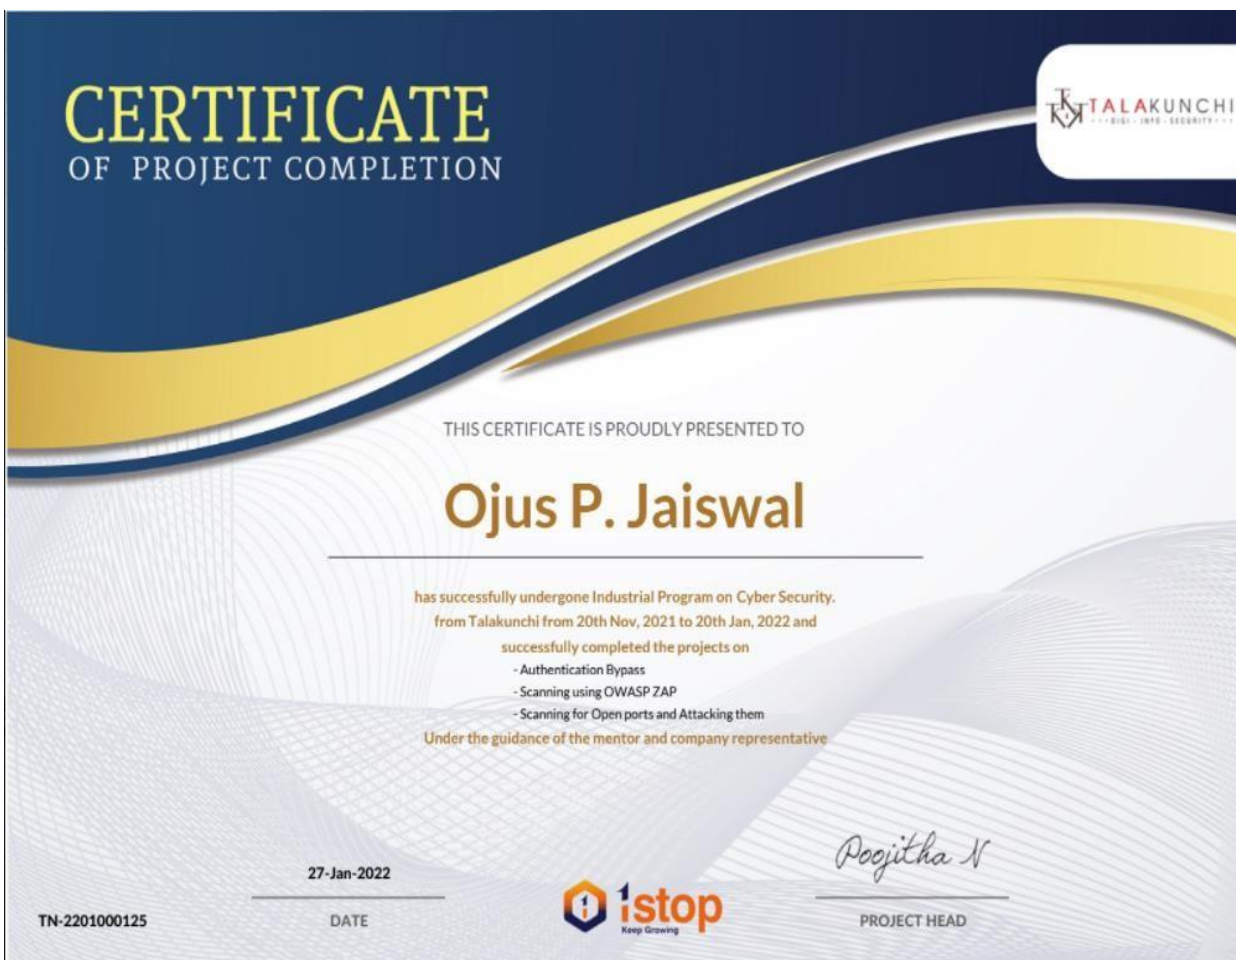 CERTIFICATE
OF PROJECT COMPLETION
TALAKUNCHI
DIGI - INFO - SECURITY
THIS CERTIFICATE IS PROUDLY PRESENTED TO
Ojus P. Jaiswal
has successfully undergone Industrial Program on Cyber Security.
from Talakunchi from 20th Nov, 2021 to 20th Jan, 2022 and
successfully completed the projects on
- Authentication Bypass
- Scanning using OWASP ZAP
- Scanning for Open ports and Attacking them
Under the guidance of the mentor and company representative
Poojitha N
27-Jan-2022
TN-2201000125
DATE
1stop
Keep Growing
PROJECT HEAD